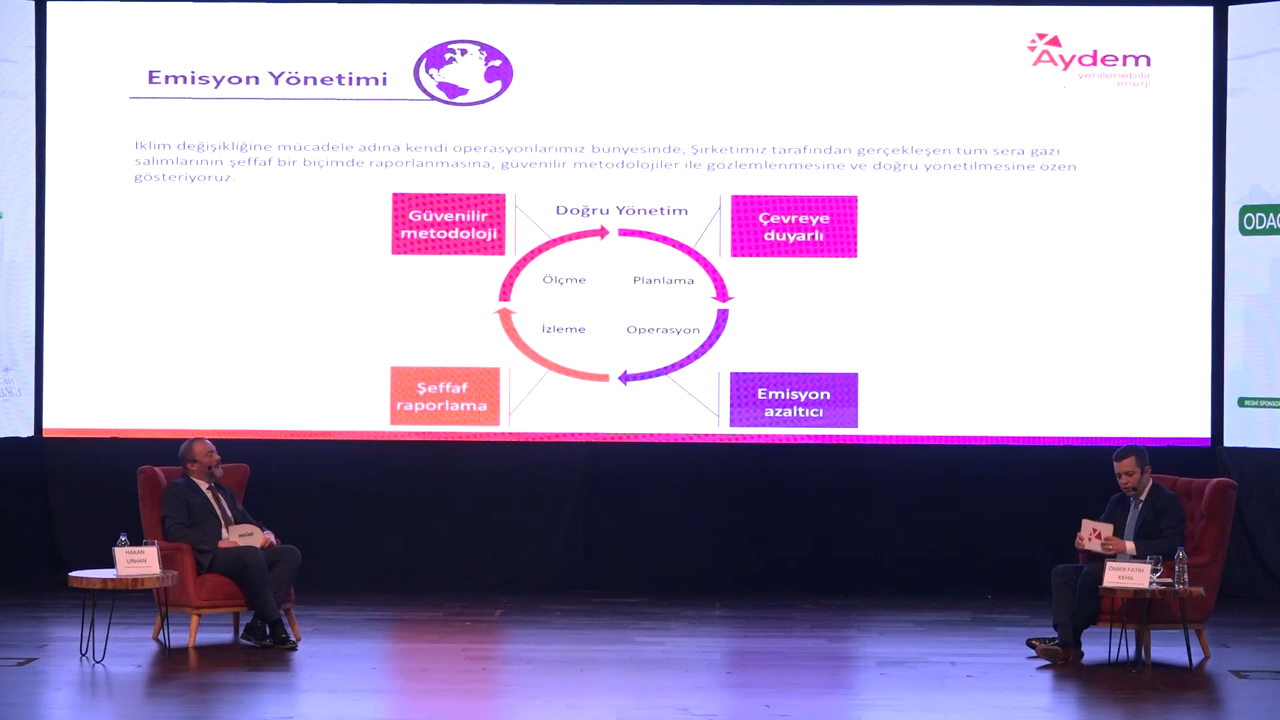 Emisyon Yönetimi
Aydem
yenilenebilir
enerji
İklim değişikliğine mücadele adına kendi operasyonlarımız bünyesinde, Şirketimiz tarafından gerçekleşen tüm sera gazı
salımlarının şeffaf bir biçimde raporlanmasına, güvenilir metodolojiler ile gözlemlenmesine ve doğru yönetilmesine özen
gösteriyoruz.
Güvenilir
metodoloji
Doğru Yönetim
Çevreye
duyarlı
Ölçme
Planlama
İzleme
Operasyon
Şeffaf
raporlama
Emisyon
azaltıcı
ODAG
RESMİ SPONSOR
HAKAN
URHAN
ÖMER FATİH
KEHA